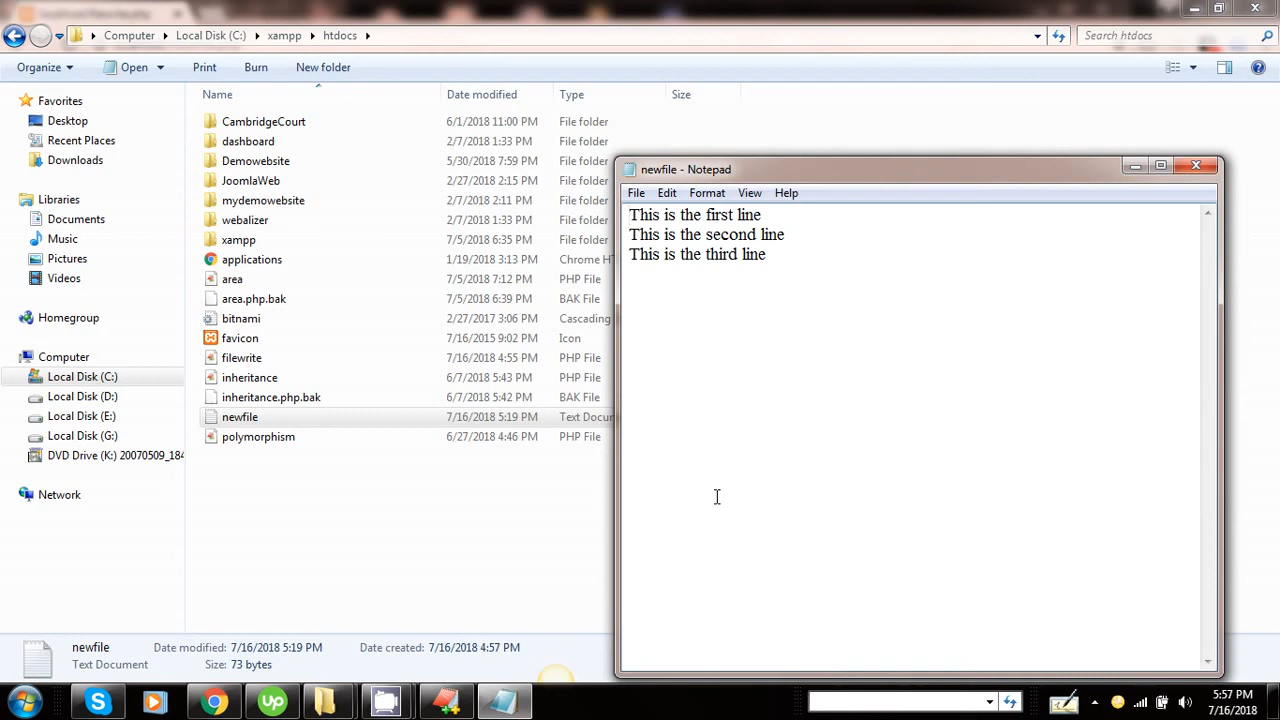 Computer Local Disk (C:) xampp htdocs
Search htdocs
Organize Open Print Burn New folder
Name Date modified Type Size
Favorites
Desktop
Recent Places
Downloads
Libraries
Documents
Music
Pictures
Videos
Homegroup
Computer
Local Disk (C:)
Local Disk (D:)
Local Disk (E:)
Local Disk (G:)
DVD Drive (K:) 20070509_184
Network
CambridgeCourt 6/1/2018 11:00 PM File folder
dashboard 2/7/2018 1:33 PM File folder
Demowebsite 5/30/2018 7:59 PM File folder
JoomlaWeb 2/27/2018 2:15 PM File folder
mydemowebsite 2/7/2018 2:11 PM File folder
webalizer 2/7/2018 1:33 PM File folder
xampp 7/5/2018 6:35 PM File folder
applications 1/19/2018 3:13 PM Chrome H
area 7/5/2018 7:12 PM PHP File
area.php.bak 7/5/2018 6:39 PM BAK File
bitnami 2/27/2017 3:06 PM Cascading
favicon 7/16/2015 9:02 PM Icon
filewrite 7/16/2018 4:55 PM PHP File
inheritance 6/7/2018 5:43 PM PHP File
inheritance.php.bak 6/7/2018 5:42 PM BAK File
newfile 7/16/2018 5:19 PM Text Docu
polymorphism 6/27/2018 4:46 PM PHP File
newfile - Notepad
File Edit Format View Help
This is the first line
This is the second line
This is the third line
newfile Date modified: 7/16/2018 5:19 PM Date created: 7/16/2018 4:57 PM
Text Document Size: 73 bytes
up
5:57 PM
7/16/2018